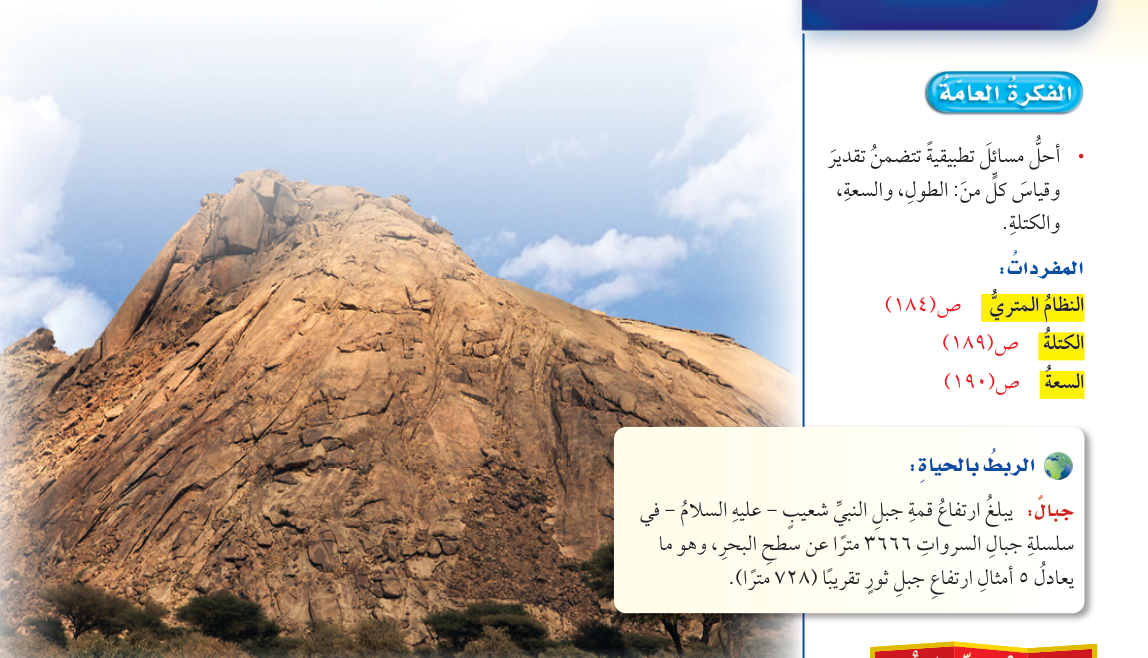 الفكرةُ العامّةُ
• أحلُّ مسائلَ تطبيقيةً تتضمنُ تقديرَ
وقياسَ كلٍّ منَ: الطولِ، والسعةِ،
والكتلةِ.
المفرداتُ:
النظامُ المتريُّ ص(١٨٤)
الكتلةُ ص(١٨٩)
السعةُ ص(١٩٠)
الربطُ بالحياةِ:
جبالٌ: يبلغُ ارتفاعُ قمةِ جبلِ النبيِّ شعيبٍ - عليهِ السلامُ - في
سلسلةِ جبالِ السرواتِ ٣٦٦٦ مترًا عن سطحِ البحرِ، وهو ما
يعادلُ ٥ أمثالِ ارتفاعِ جبلِ ثورٍ تقريبًا (٧٢٨ مترًا).